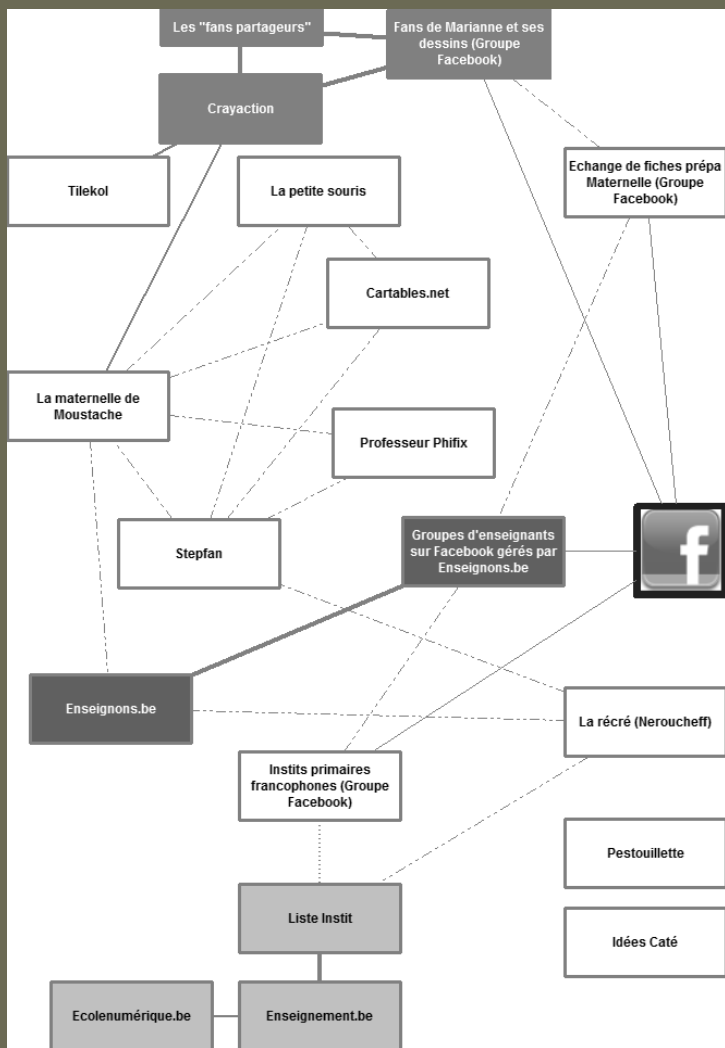 Les "fans partageurs"
Fans de Marianne et ses
dessins (Groupe
Facebook)
Crayaction
Tilekol
La petite souris
Echange de fiches prépa
Maternelle (Groupe
Facebook)
Cartables.net
La maternelle de
Moustache
Professeur Phifix
Stepfan
Groupes d'enseignants
sur Facebook gérés par
Enseignons.be
f
Enseignons.be
La récré (Neroucheff)
Instits primaires
francophones (Groupe
Facebook)
Pestouillette
Liste Instit
Idées Caté
Ecolenumérique.be
Enseignement.be